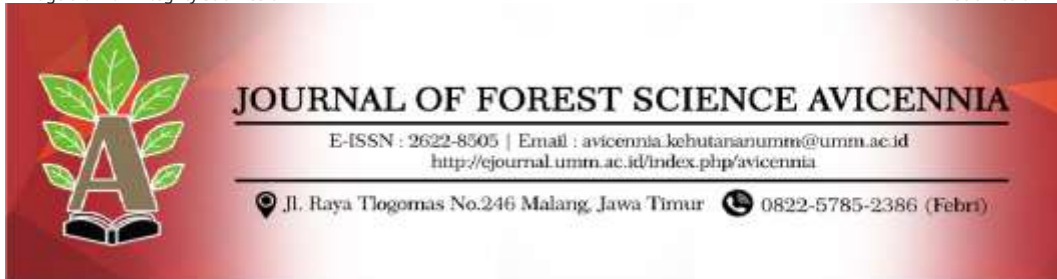 JOURNAL OF FOREST SCIENCE AVICENNIA
E-ISSN : 2622-8505 | Email : avicennia.kehutananumm@umm.ac.id
http://ejournal.umm.ac.id/index.php/avicennia
Jl. Raya Tlogomas No.246 Malang, Jawa Timur 0822-5785-2386 (Febri)
A